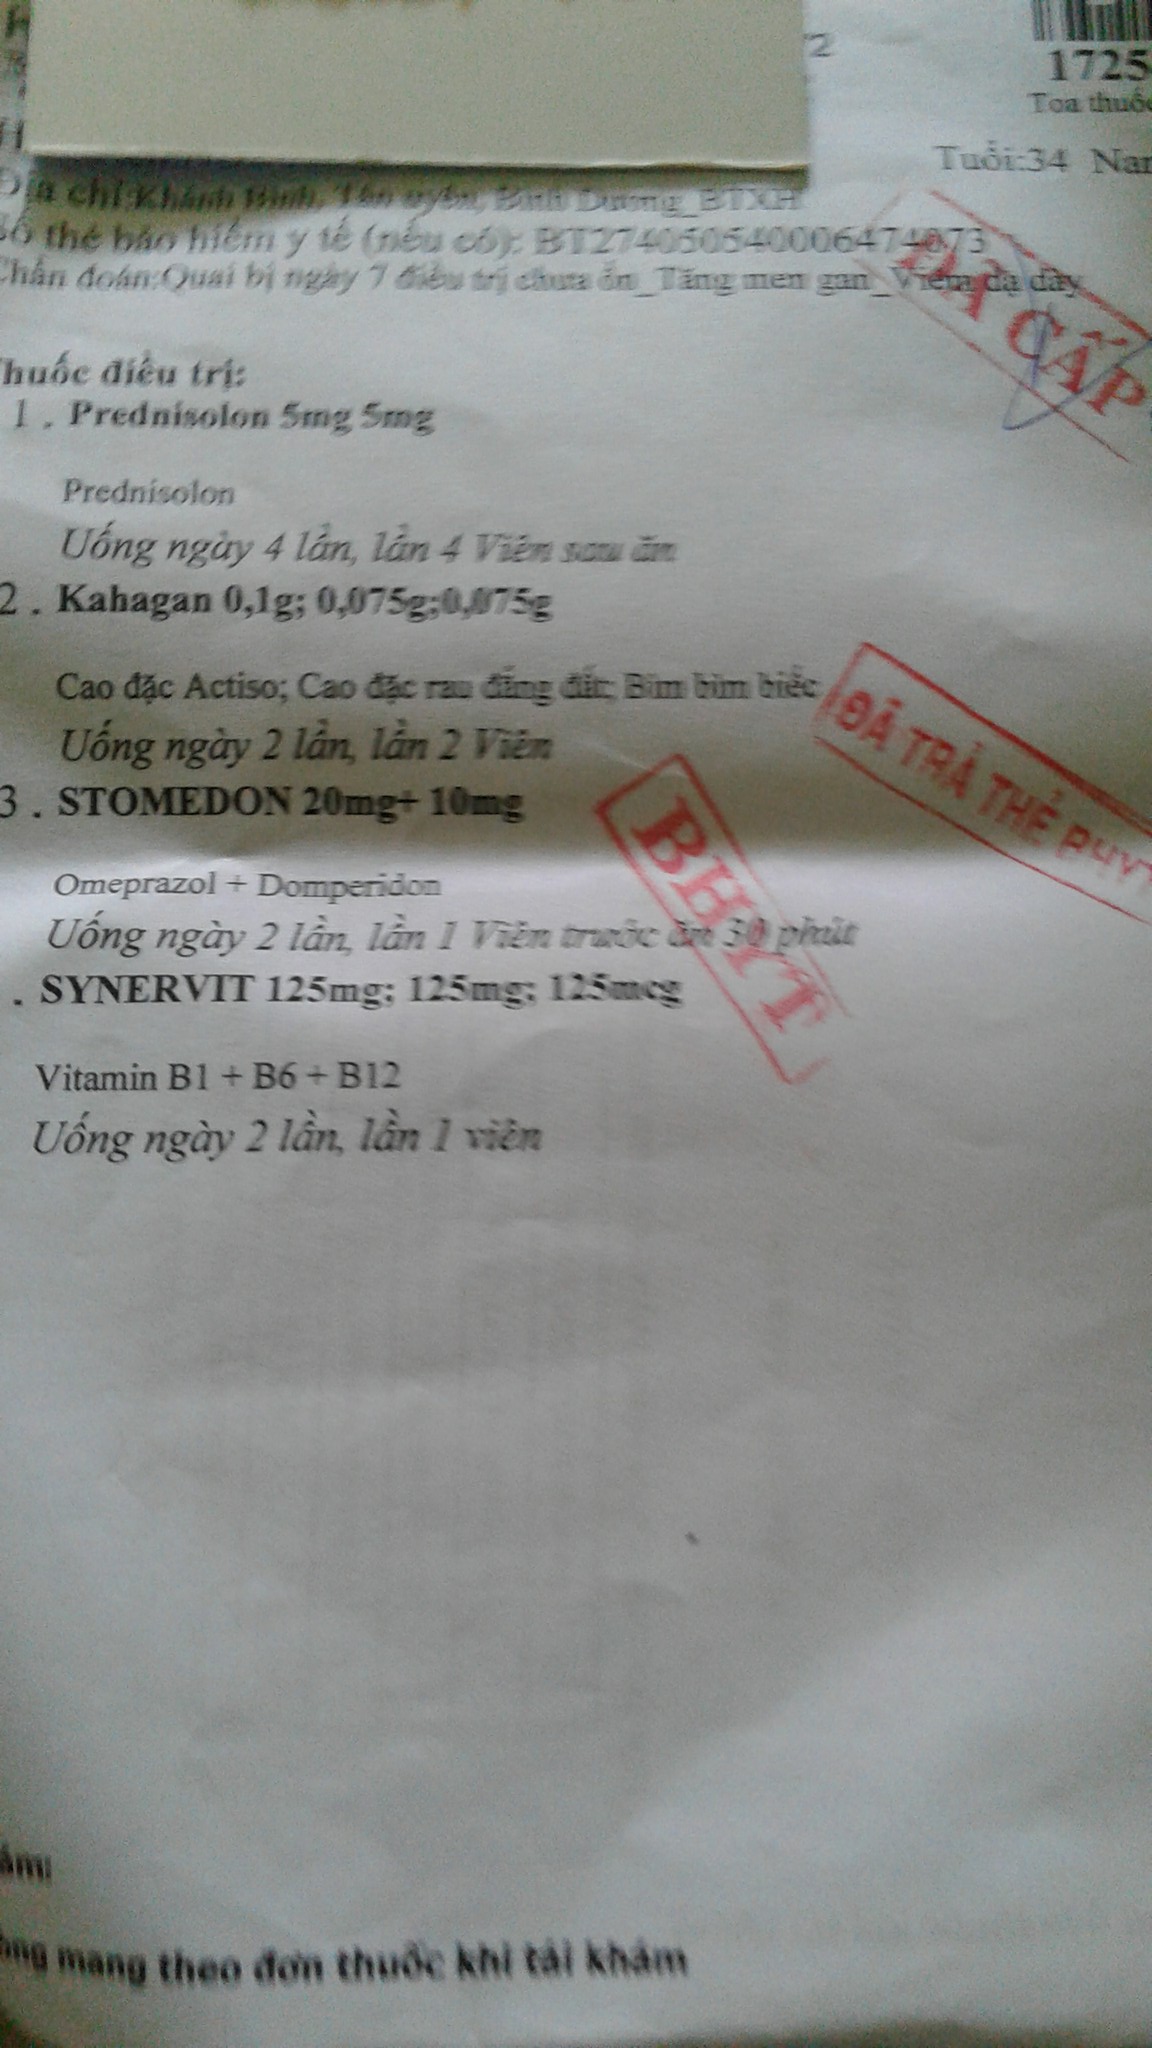 1725
Toa thuốc
Tuổi:34 Nam
Địa chỉ:Khánh Bình, Tân uyên, Bình Dương_BTXH
Số thẻ bảo hiểm y tế (nếu có): BT274050540006474073
Chẩn đoán:Quai bị ngày 7 điều trị chưa ổn_Tăng men gan_Viêm dạ dày
ĐÃ CẤP
Thuốc điều trị:
1 . Prednisolon 5mg 5mg
Prednisolon
Uống ngày 4 lần, lần 4 Viên sau ăn
2 . Kahagan 0,1g; 0,075g;0,075g
Cao đặc Actiso; Cao đặc rau đắng đất; Bìm bìm biếc
ĐÃ TRẢ THẺ BHYT
Uống ngày 2 lần, lần 2 Viên
3 . STOMEDON 20mg+ 10mg
BHYT
Omeprazol + Domperidon
Uống ngày 2 lần, lần 1 Viên trước ăn 30 phút
. SYNERVIT 125mg; 125mg; 125mcg
Vitamin B1 + B6 + B12
Uống ngày 2 lần, lần 1 viên
mang theo đơn thuốc khi tái khám